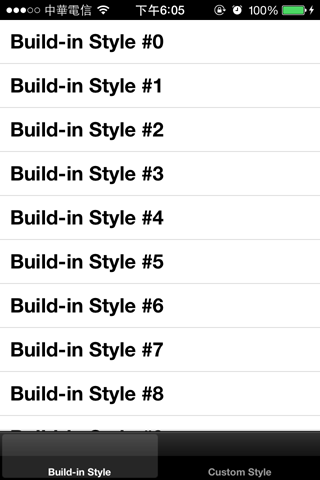 中華電信 下午6:05 100%
Build-in Style #0
Build-in Style #1
Build-in Style #2
Build-in Style #3
Build-in Style #4
Build-in Style #5
Build-in Style #6
Build-in Style #7
Build-in Style #8
Build-in Style Custom Style